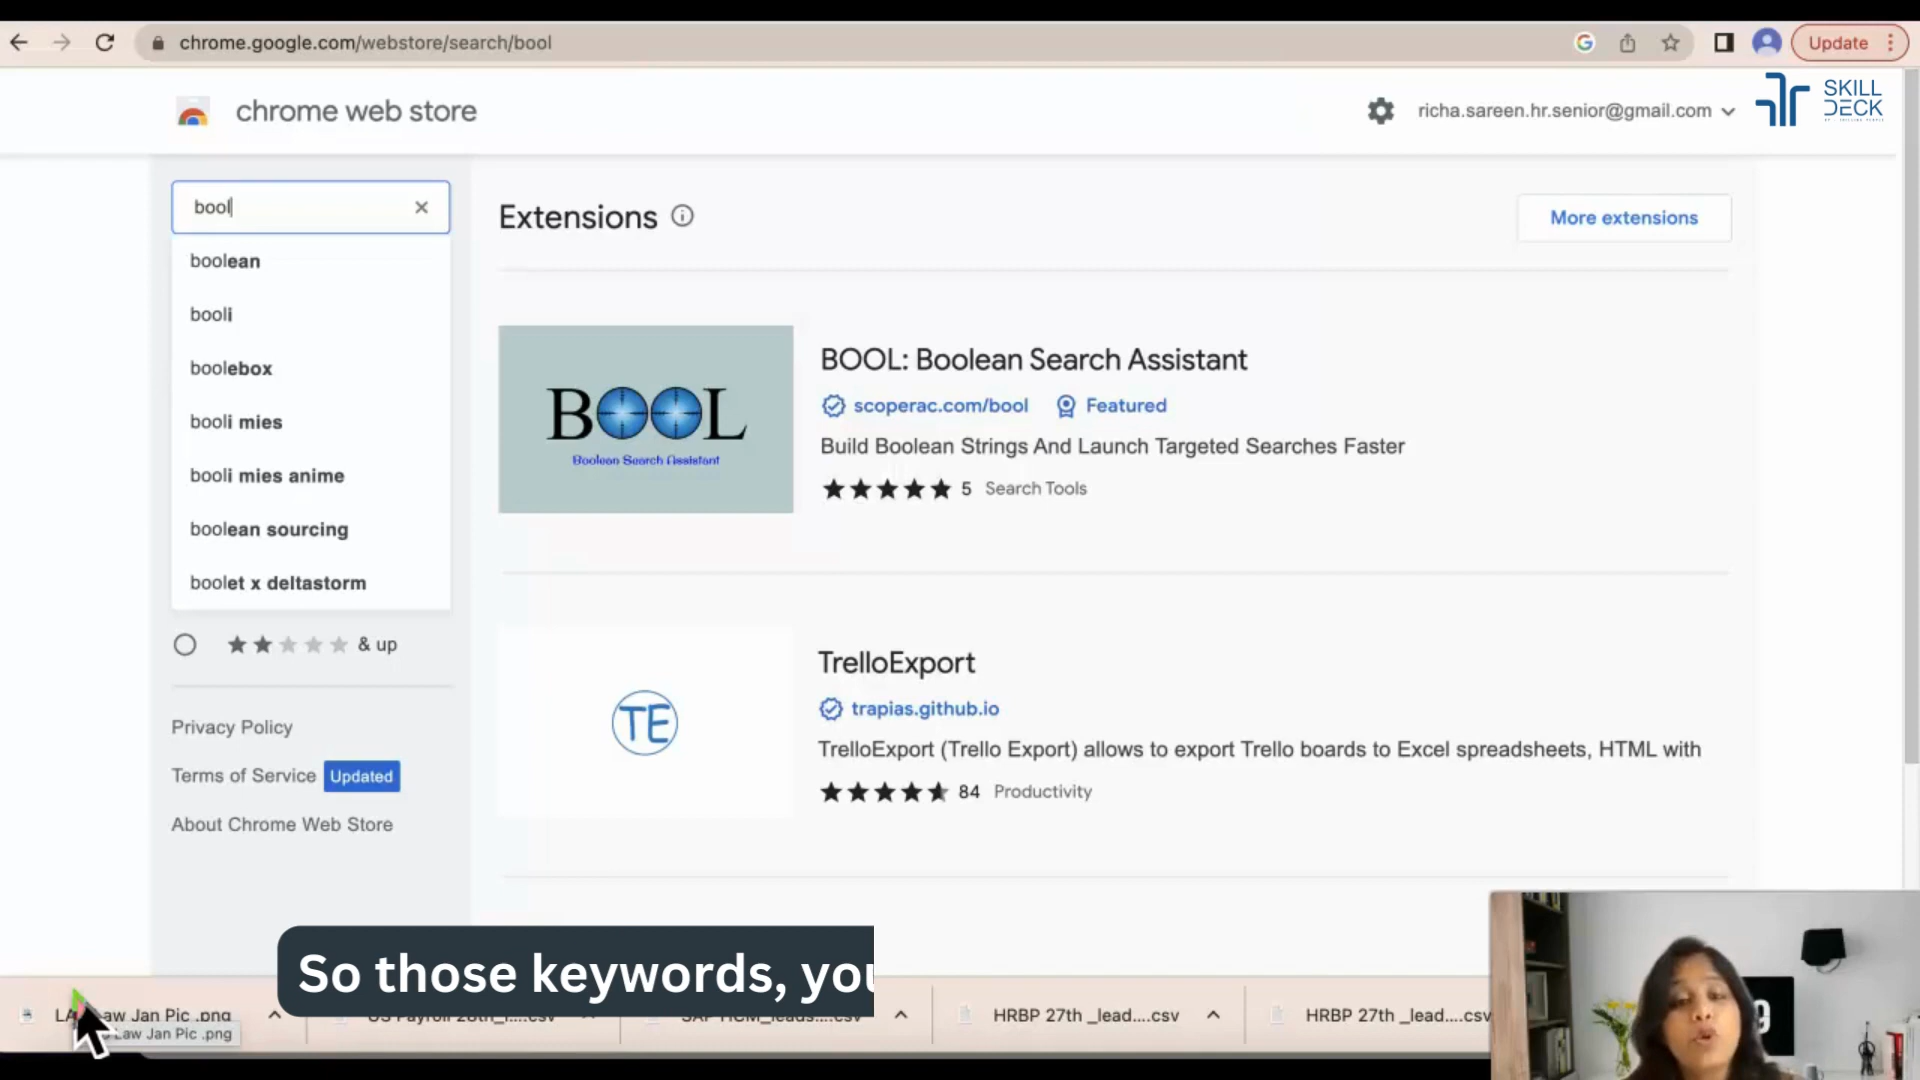 chrome.google.com/webstore/search/bool
Update
chrome web store
richa.sareen.hr.senior@gmail.com
SKILL
DECK
bool
boolean
booli
boolebox
booli mies
booli mies anime
boolean sourcing
boolet x deltastorm
& up
Privacy Policy
Terms of Service Updated
About Chrome Web Store
Extensions
More extensions
BOOL
Boolean Search Assistant
BOOL: Boolean Search Assistant
scoperac.com/bool Featured
Build Boolean Strings And Launch Targeted Searches Faster
5 Search Tools
TE
TrelloExport
trapias.github.io
TrelloExport (Trello Export) allows to export Trello boards to Excel spreadsheets, HTML with
84 Productivity
So those keywords, you
Law Jan Pic .png
HRBP 27th _lead....csv
HRBP 27th _lead....csv
Law Jan Pic .png